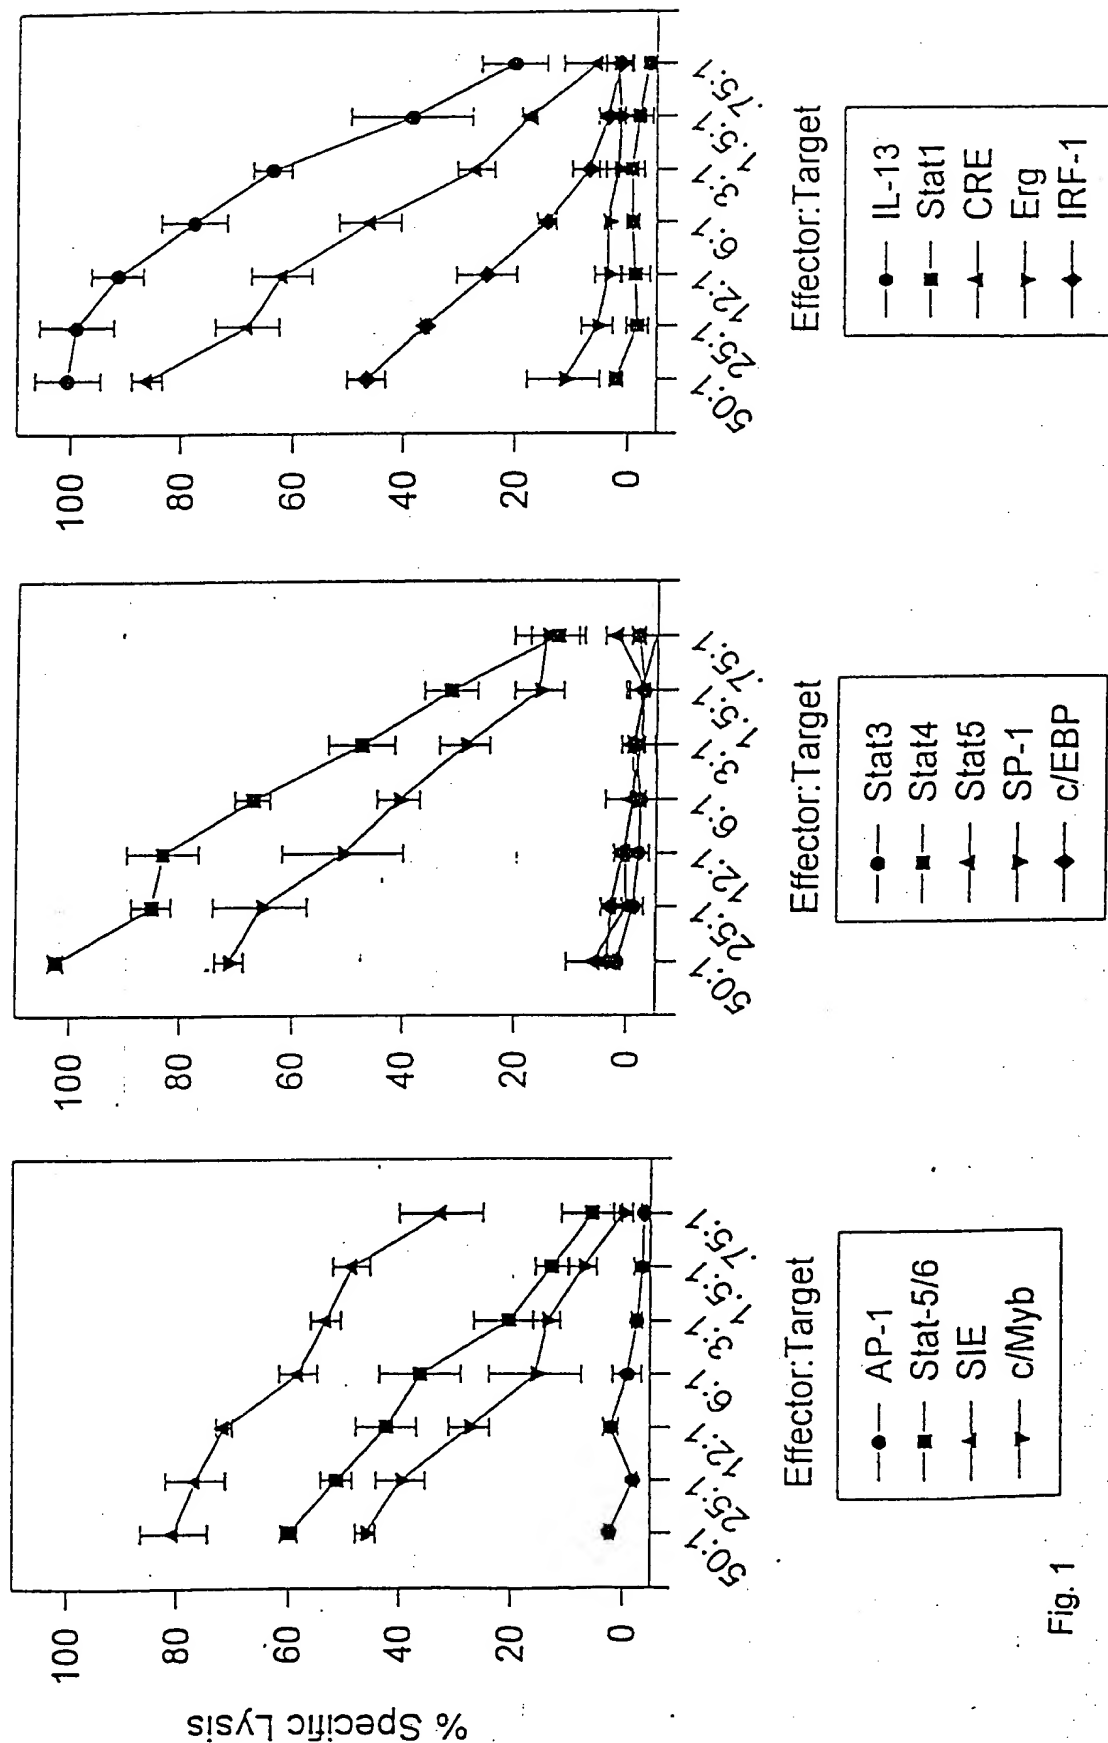 % Specific Lysis
100
80
60
40
20
0
50:1 25:1 12:1 6:1 3:1 1.5:1 .75:1
Effector:Target
AP-1
Stat-5/6
SIE
c/Myb
100
80
60
40
20
0
50:1 25:1 12:1 6:1 3:1 1.5:1 .75:1
Effector:Target
Stat3
Stat4
Stat5
SP-1
c/EBP
100
80
60
40
20
0
50:1 25:1 12:1 6:1 3:1 1.5:1 .75:1
Effector:Target
IL-13
Stat1
CRE
Erg
IRF-1
Fig. 1